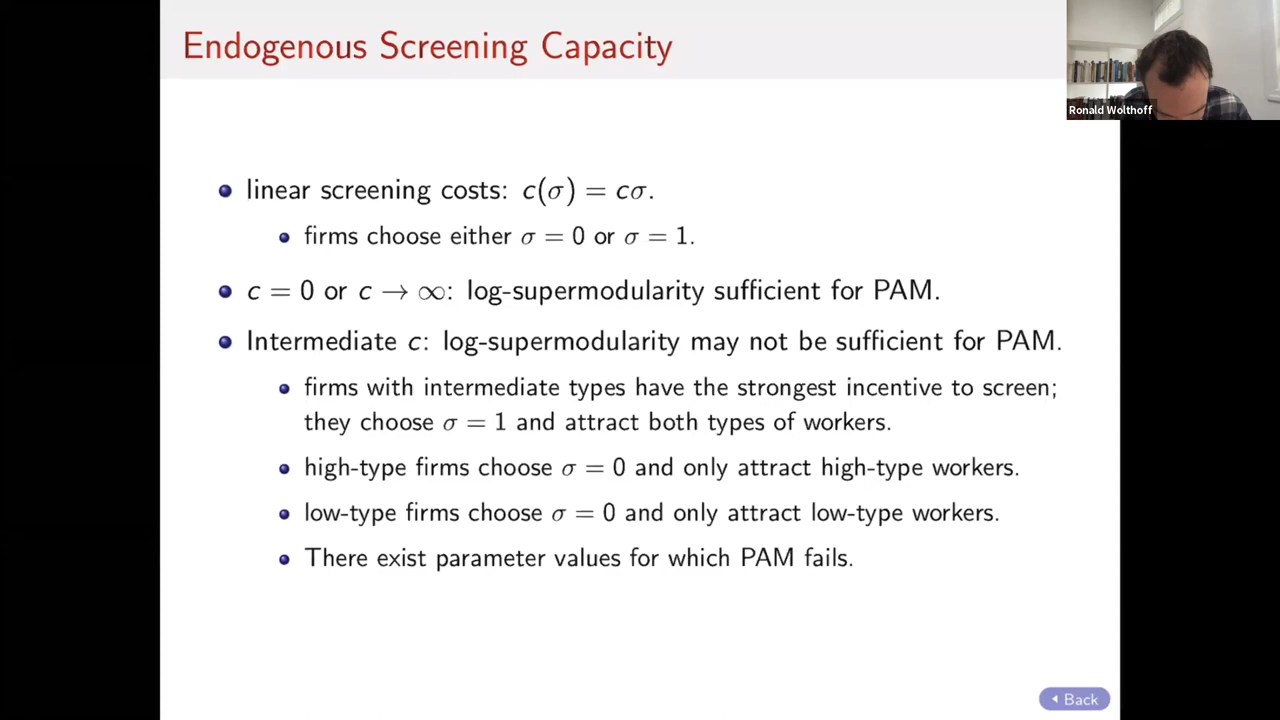 Endogenous Screening Capacity
Ronald Wolthoff
linear screening costs: c(σ) = cσ.
firms choose either σ = 0 or σ = 1.
c = 0 or c → ∞: log-supermodularity sufficient for PAM.
Intermediate c: log-supermodularity may not be sufficient for PAM.
firms with intermediate types have the strongest incentive to screen;
they choose σ = 1 and attract both types of workers.
high-type firms choose σ = 0 and only attract high-type workers.
low-type firms choose σ = 0 and only attract low-type workers.
There exist parameter values for which PAM fails.
Back